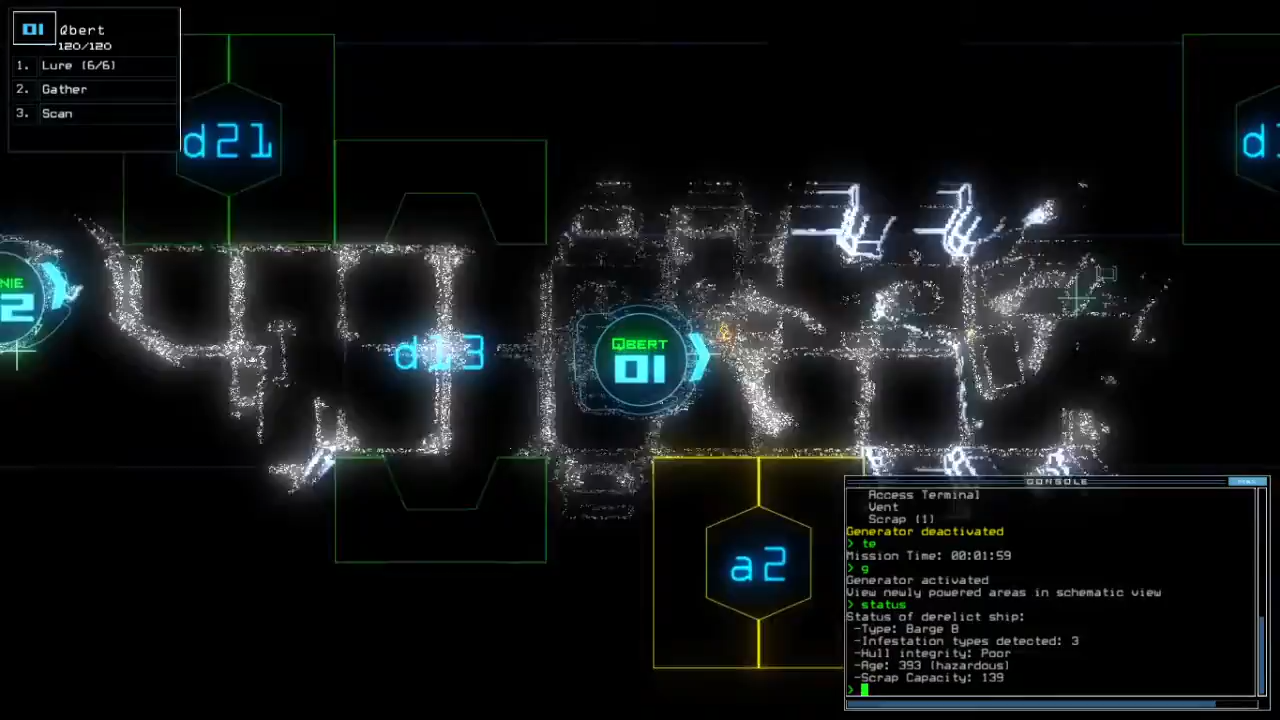 01 Qbert
120/120
1. Lure (6/6)
2. Gather
3. Scan
d21
NIE
2
d13
QBERT
01
a2
CONSOLE
Access Terminal
Vent
Scrap (1)
Generator deactivated
> te
Mission Time: 00:01:59
> g
Generator activated
View newly powered areas in schematic view
> status
Status of derelict ship:
-Type: Barge B
-Infestation types detected: 3
-Hull integrity: Poor
-Age: 393 (hazardous)
-Scrap Capacity: 139
>